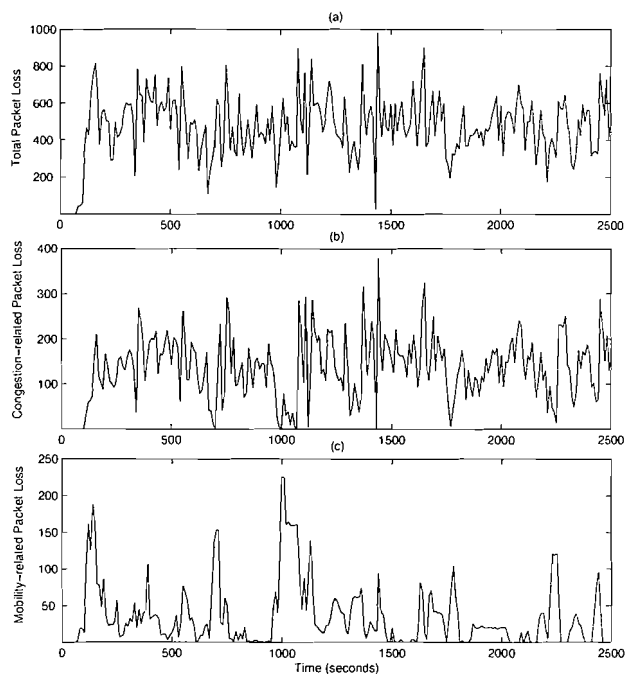 (a)
1000
800
600
400
200
Total Packet Loss
0 500 1000 1500 2000 2500
(b)
400
300
200
100
Congestion-related Packet Loss
0 500 1000 1500 2000 2500
(c)
250
200
150
100
50
Mobility-related Packet Loss
0 500 1000 1500 2000 2500
Time (seconds)